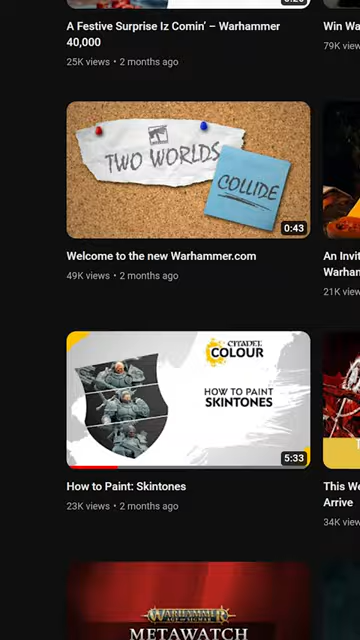 A Festive Surprise Iz Comin' – Warhammer
40,000
25K views • 2 months ago
Win Wa
79K view
TWO WORLDS
COLLIDE
0:43
Welcome to the new Warhammer.com
49K views • 2 months ago
An Invit
Warham
21K view
CITADEL
COLOUR
HOW TO PAINT
SKINTONES
5:33
How to Paint: Skintones
23K views • 2 months ago
This We
Arrive
34K view
WARHAMMER
AGE OF SIGMAR
METAWATCH